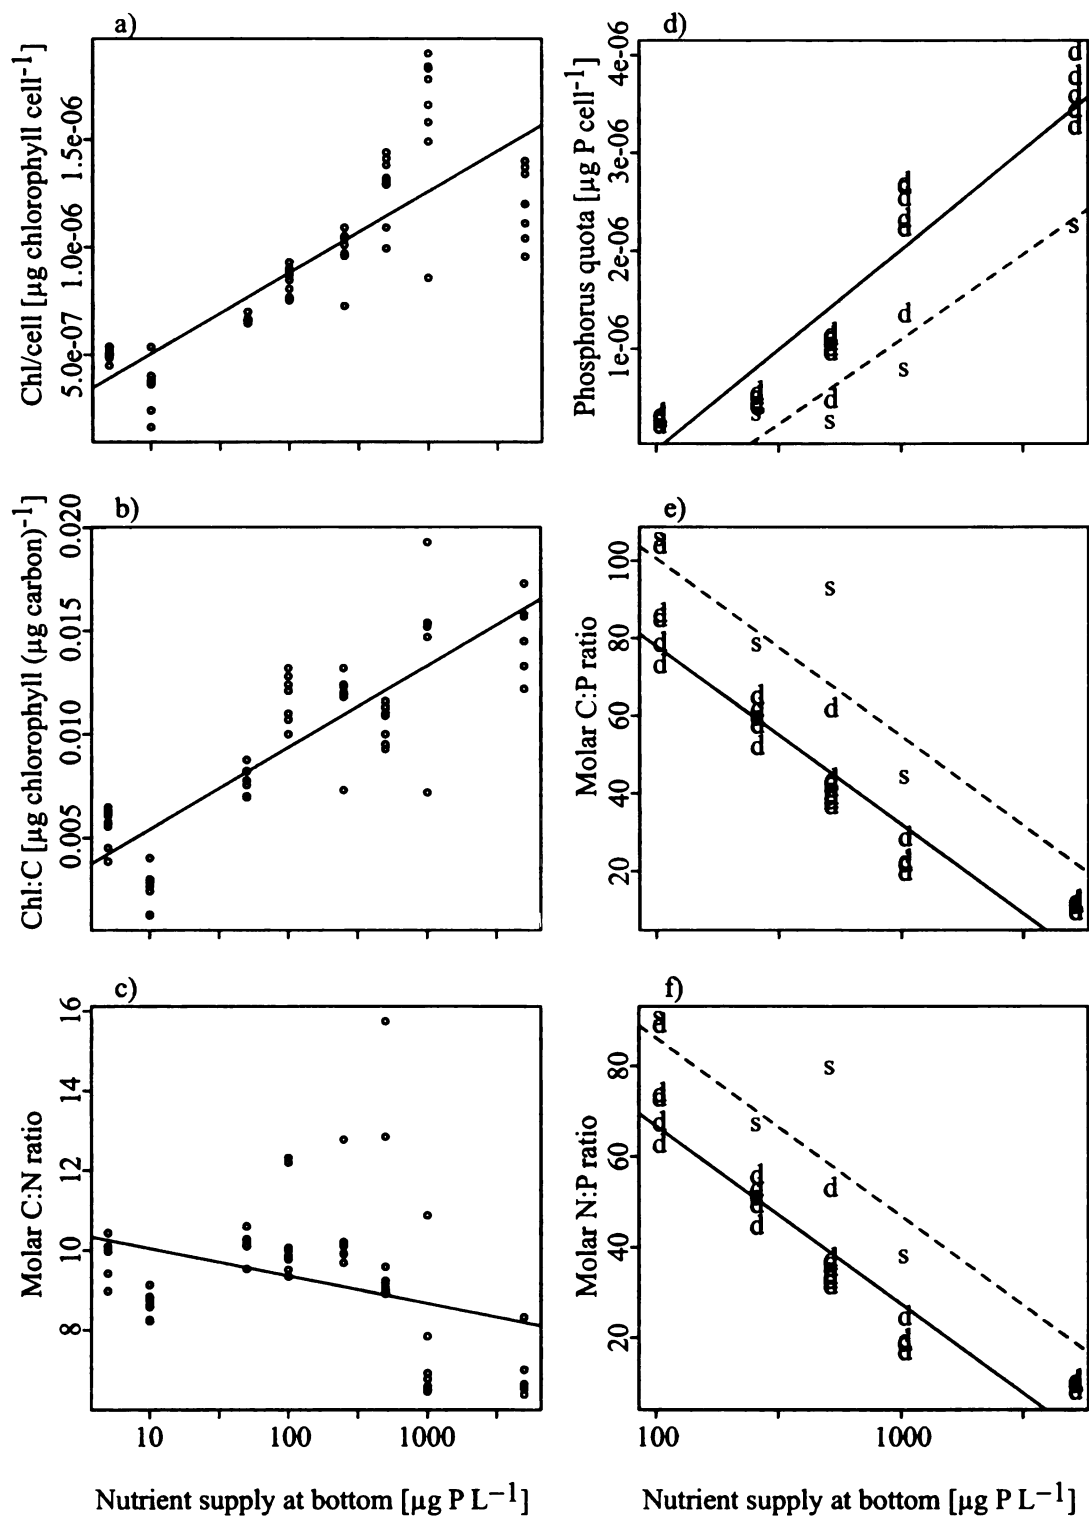 a)
Chl/cell [µg chlorophyll cell⁻¹]
5.0e-07 1.0e-06 1.5e-06
b)
Chl:C [µg chlorophyll (µg carbon)⁻¹]
0.005 0.010 0.015 0.020
c)
Molar C:N ratio
8 10 12 14 16
10 100 1000
Nutrient supply at bottom [µg P L⁻¹]
d)
Phosphorus quota [µg P cell⁻¹]
1e-06 2e-06 3e-06 4e-06
d d d d d s
d d d d d s
d d s
d s
d
e)
Molar C:P ratio
20 40 60 80 100
s d d d d d
s d d d d d
s d d
s d d d
d
f)
Molar N:P ratio
20 40 60 80
s d d d d d
s d d d d d
s d d
s d d d
d
100 1000
Nutrient supply at bottom [µg P L⁻¹]